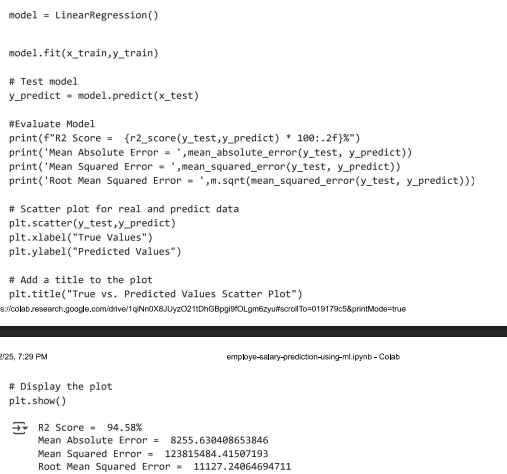 model = LinearRegression()
model.fit(x_train,y_train)
# Test model
y_predict = model.predict(x_test)
#Evaluate Model
print(f"R2 Score =  {r2_score(y_test,y_predict) * 100:.2f}%")
print('Mean Absolute Error = ',mean_absolute_error(y_test, y_predict))
print('Mean Squared Error = ',mean_squared_error(y_test, y_predict))
print('Root Mean Squared Error = ',m.sqrt(mean_squared_error(y_test, y_predict)))
# Scatter plot for real and predict data
plt.scatter(y_test,y_predict)
plt.xlabel("True Values")
plt.ylabel("Predicted Values")
# Add a title to the plot
plt.title("True vs. Predicted Values Scatter Plot")
s://colab.research.google.com/drive/1qiNn0X8JUyzO21tDhGBpgi9fOLgm6zyu#scrollTo=019179c5&printMode=true
2/25, 7:29 PM employe-salary-prediction-using-ml.ipynb - Colab
# Display the plot
plt.show()
R2 Score =  94.58%
Mean Absolute Error =  8255.630408653846
Mean Squared Error =  123815484.41507193
Root Mean Squared Error =  11127.24064694711